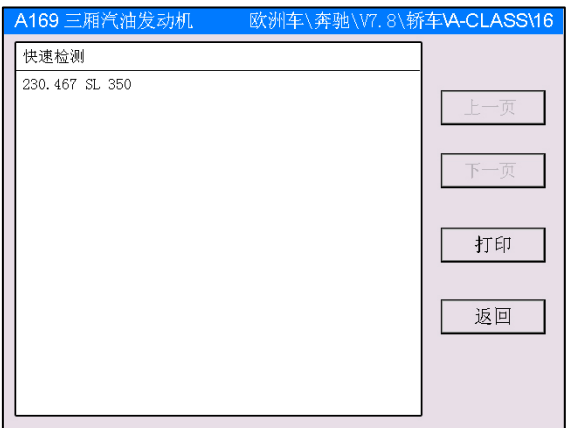 A169 三厢汽油发动机 欧洲车\奔驰\V7.8\轿车\A-CLASS\16
快速检测
230.467 SL 350
上一页
下一页
打印
返回